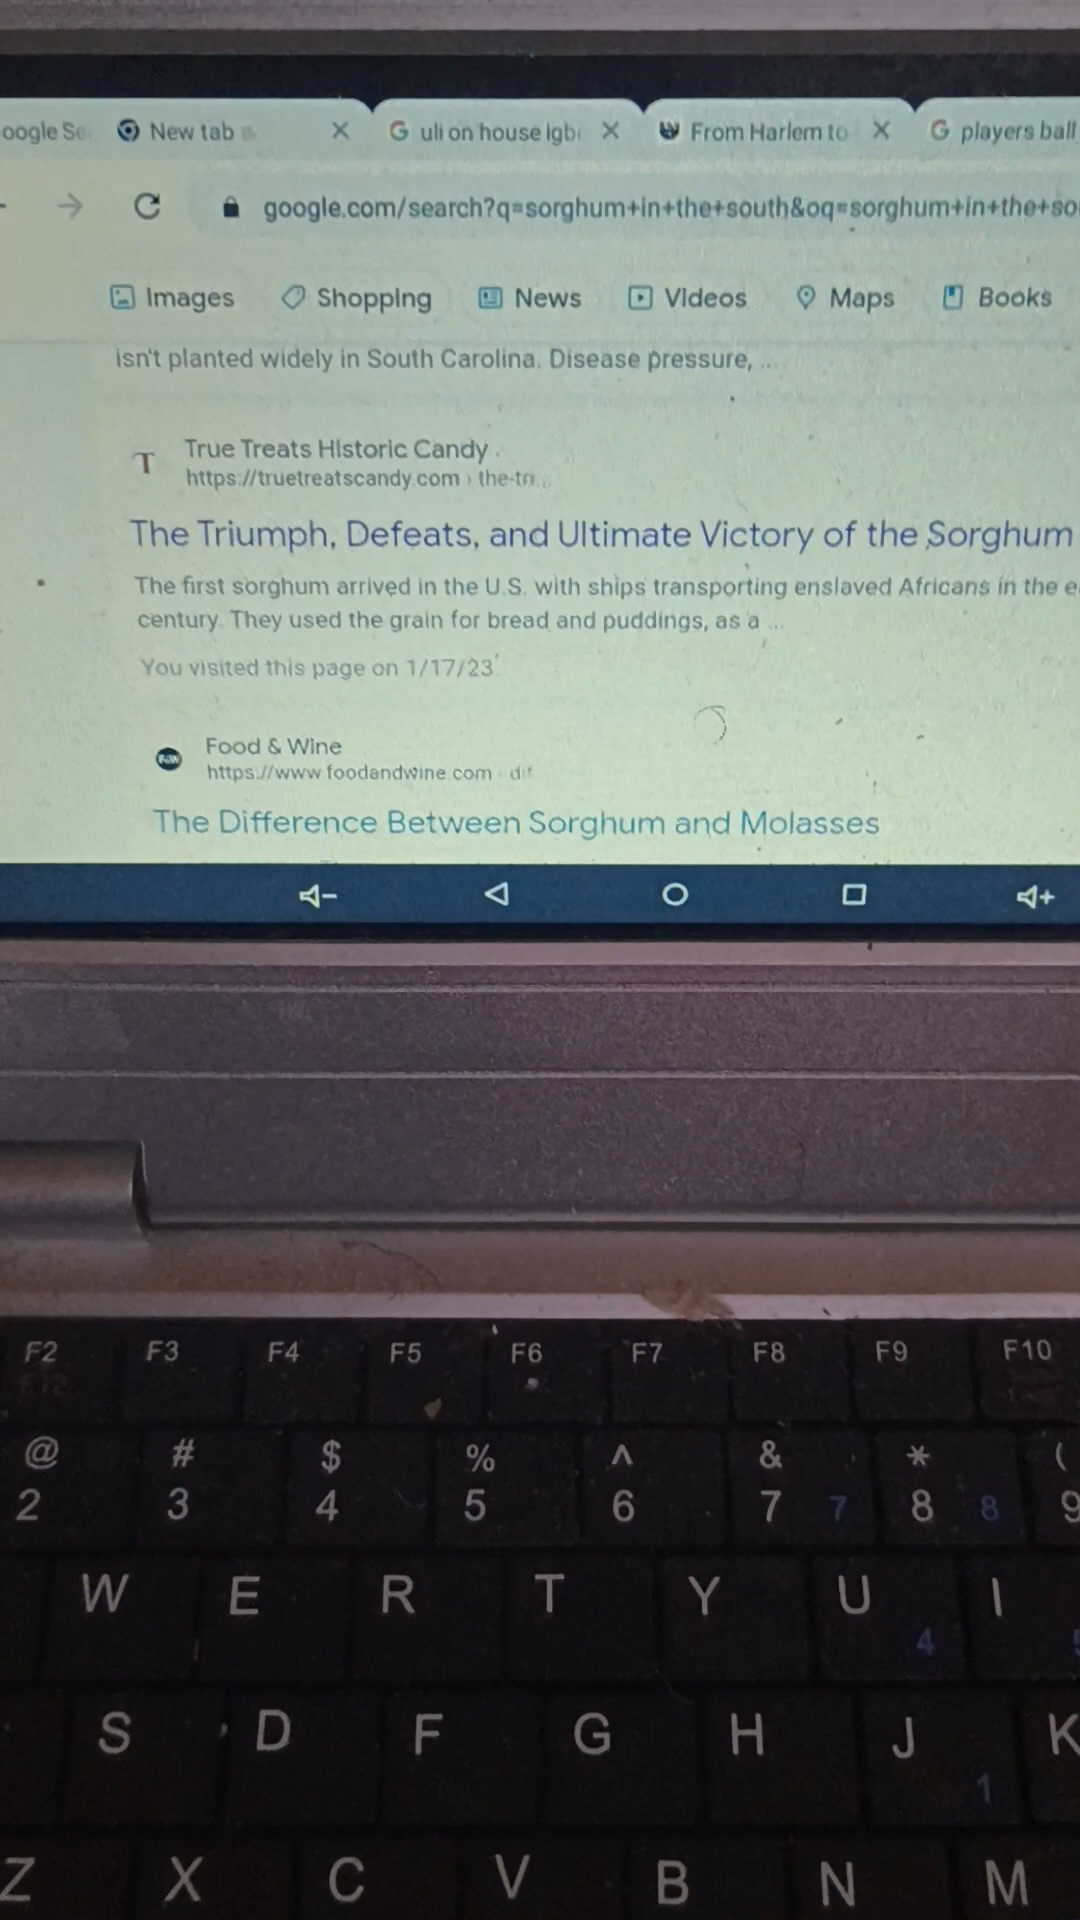 oogle Se
New tab
uli on house Igb
From Harlem to
players ball
google.com/search?q=sorghum+in+the+south&oq=sorghum+in+the+so
Images
Shopping
News
Videos
Maps
Books
isn't planted widely in South Carolina. Disease pressure, ...
T
True Treats Historic Candy
https://truetreatscandy.com › the-tri...
The Triumph, Defeats, and Ultimate Victory of the Sorghum
The first sorghum arrived in the U.S. with ships transporting enslaved Africans in the e
century. They used the grain for bread and puddings, as a ...
You visited this page on 1/17/23
F&W
Food & Wine
https://www.foodandwine.com › dif
The Difference Between Sorghum and Molasses
F2 F3 F4 F5 F6 F7 F8 F9 F10
@ # $ % ^ & * (
2 3 4 5 6 7 7 8 8 9
W E R T Y U I
4 5
S D F G H J K
1
Z X C V B N M